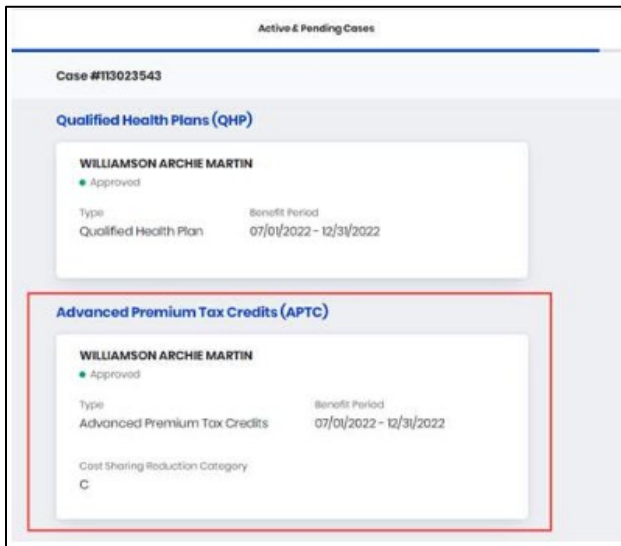 Active & Pending Cases
Case #113023543
Qualified Health Plans (QHP)
WILLIAMSON ARCHIE MARTIN
Approved
Type Benefit Period
Qualified Health Plan 07/01/2022 - 12/31/2022
Advanced Premium Tax Credits (APTC)
WILLIAMSON ARCHIE MARTIN
Approved
Type Benefit Period
Advanced Premium Tax Credits 07/01/2022 - 12/31/2022
Cost Sharing Reduction Category
C